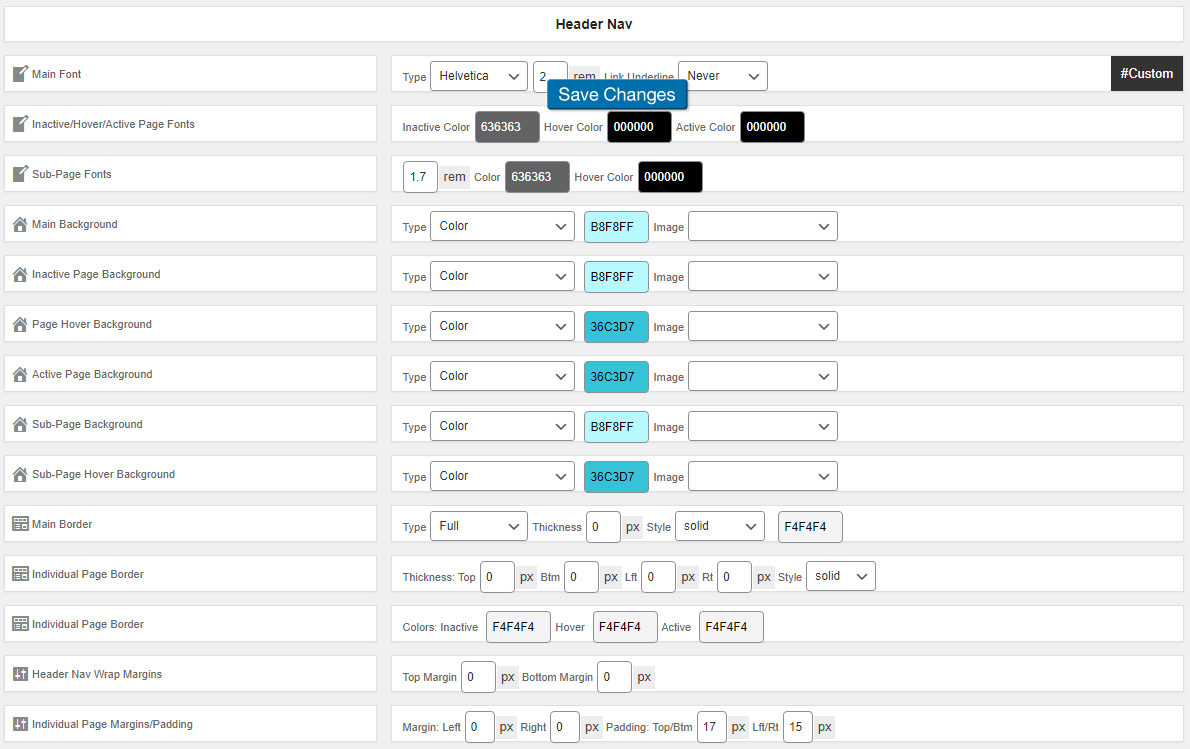 Header Nav
Main Font
Type Helvetica 2 rem Link Underline Never #Custom
Save Changes
Inactive/Hover/Active Page Fonts
Inactive Color 636363 Hover Color 000000 Active Color 000000
Sub-Page Fonts
1.7 rem Color 636363 Hover Color 000000
Main Background
Type Color B8F8FF Image
Inactive Page Background
Type Color B8F8FF Image
Page Hover Background
Type Color 36C3D7 Image
Active Page Background
Type Color 36C3D7 Image
Sub-Page Background
Type Color B8F8FF Image
Sub-Page Hover Background
Type Color 36C3D7 Image
Main Border
Type Full Thickness 0 px Style solid F4F4F4
Individual Page Border
Thickness: Top 0 px Btm 0 px Lft 0 px Rt 0 px Style solid
Individual Page Border
Colors: Inactive F4F4F4 Hover F4F4F4 Active F4F4F4
Header Nav Wrap Margins
Top Margin 0 px Bottom Margin 0 px
Individual Page Margins/Padding
Margin: Left 0 px Right 0 px Padding: Top/Btm 17 px Lft/Rt 15 px